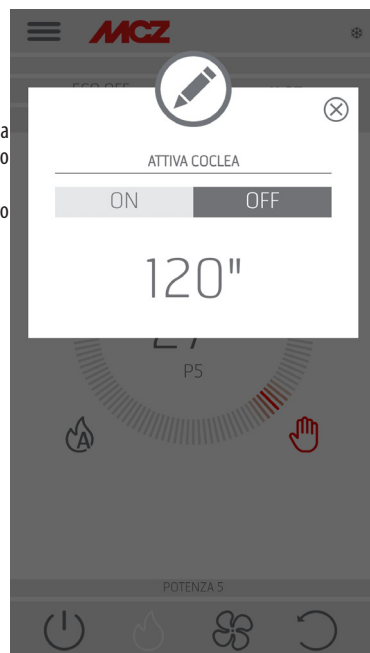 MCZ
a
o
o
ATTIVA COCLEA
ON OFF
120"
P5
A
POTENZA 5